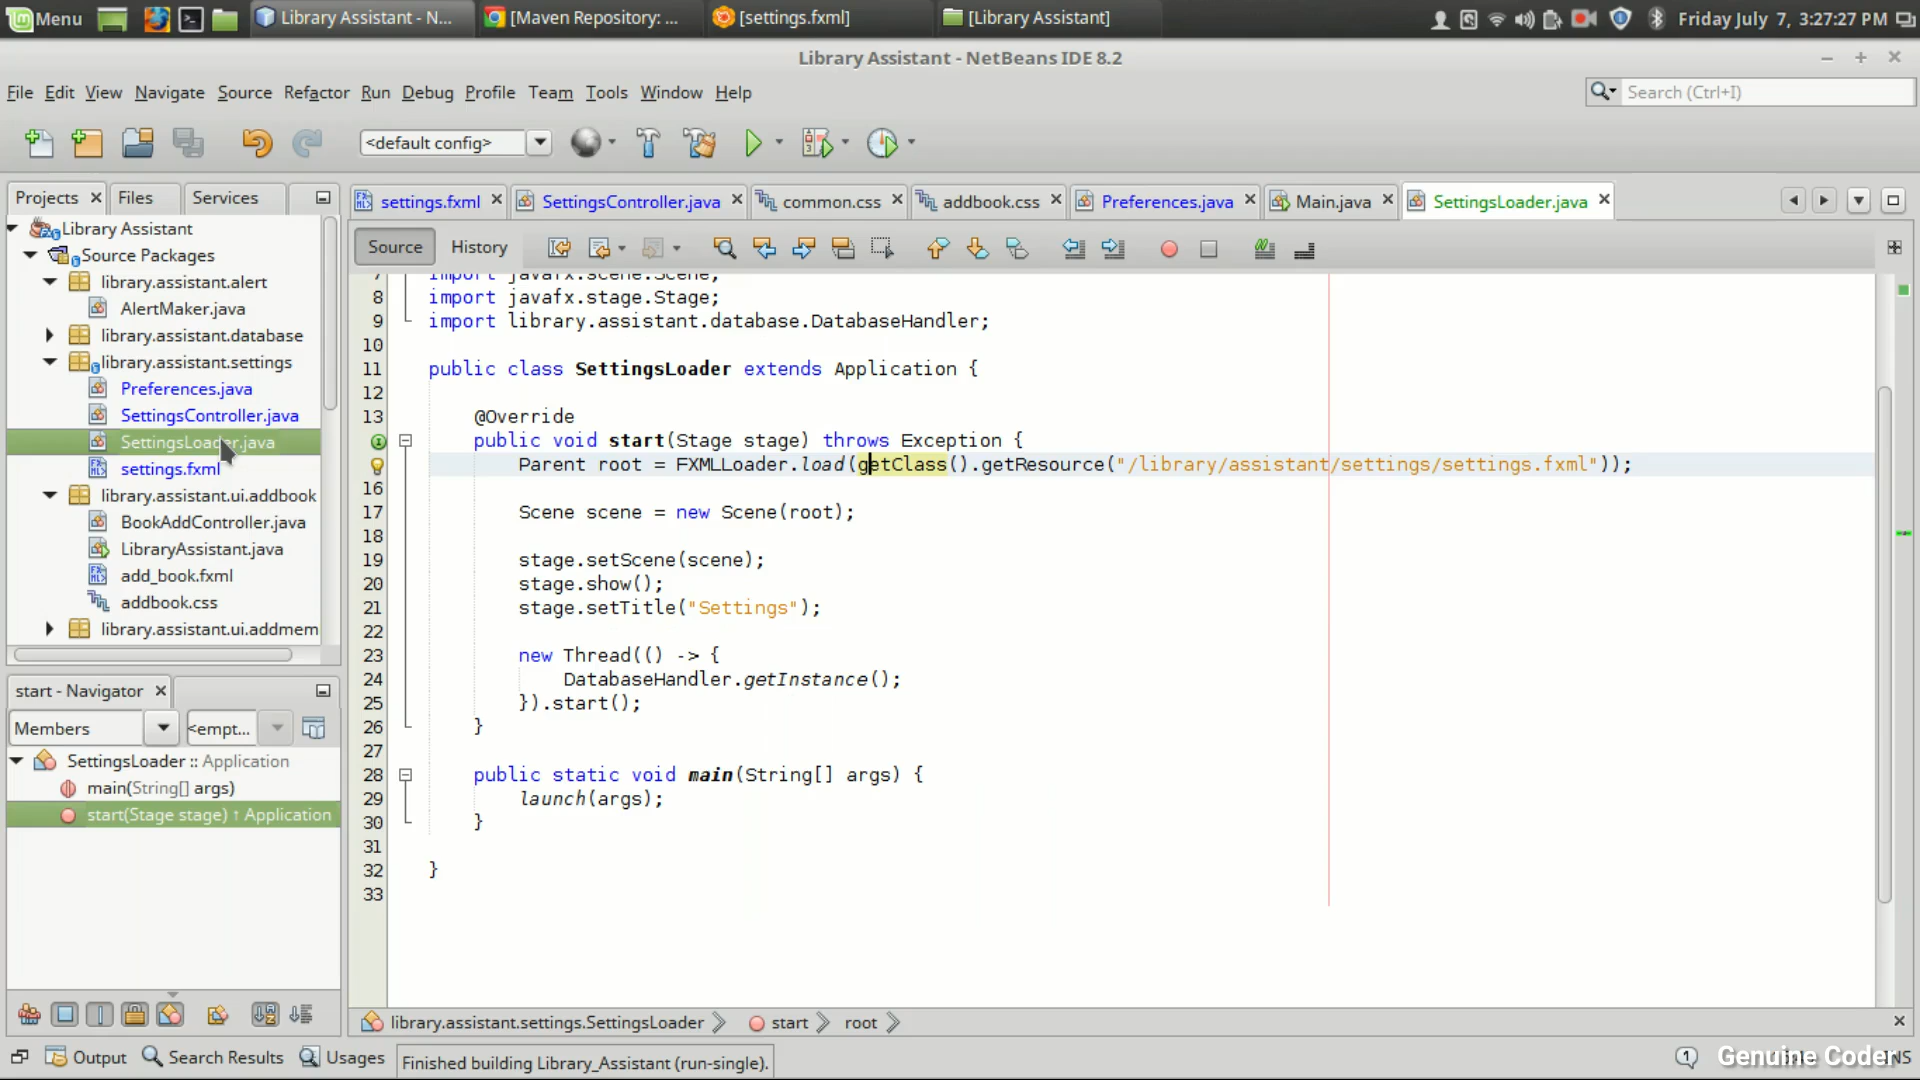 Menu
Library Assistant - N...
[Maven Repository: ...
[settings.fxml]
[Library Assistant]
Friday July 7, 3:27:27 PM
Library Assistant - NetBeans IDE 8.2
File Edit View Navigate Source Refactor Run Debug Profile Team Tools Window Help
Search (Ctrl+I)
<default config>
Projects Files Services
settings.fxml SettingsController.java common.css addbook.css Preferences.java Main.java SettingsLoader.java
Source History
Library Assistant
Source Packages
library.assistant.alert
AlertMaker.java
library.assistant.database
library.assistant.settings
Preferences.java
SettingsController.java
SettingsLoader.java
settings.fxml
library.assistant.ui.addbook
BookAddController.java
LibraryAssistant.java
add_book.fxml
addbook.css
library.assistant.ui.addmem
start - Navigator
Members
<empt...
SettingsLoader :: Application
main(String[] args)
start(Stage stage) ↑ Application
7 import javafx.scene.Scene;
8 import javafx.stage.Stage;
9 import library.assistant.database.DatabaseHandler;
10
11 public class SettingsLoader extends Application {
12
13 @Override
public void start(Stage stage) throws Exception {
Parent root = FXMLLoader.load(getClass().getResource("/library/assistant/settings/settings.fxml"));
16
17 Scene scene = new Scene(root);
18
19 stage.setScene(scene);
20 stage.show();
21 stage.setTitle("Settings");
22
23 new Thread(() -> {
24 DatabaseHandler.getInstance();
25 }).start();
26 }
27
28 public static void main(String[] args) {
29 launch(args);
30 }
31
32 }
33
library.assistant.settings.SettingsLoader start root
Output Search Results Usages
Finished building Library_Assistant (run-single).
1
Genuine Coder